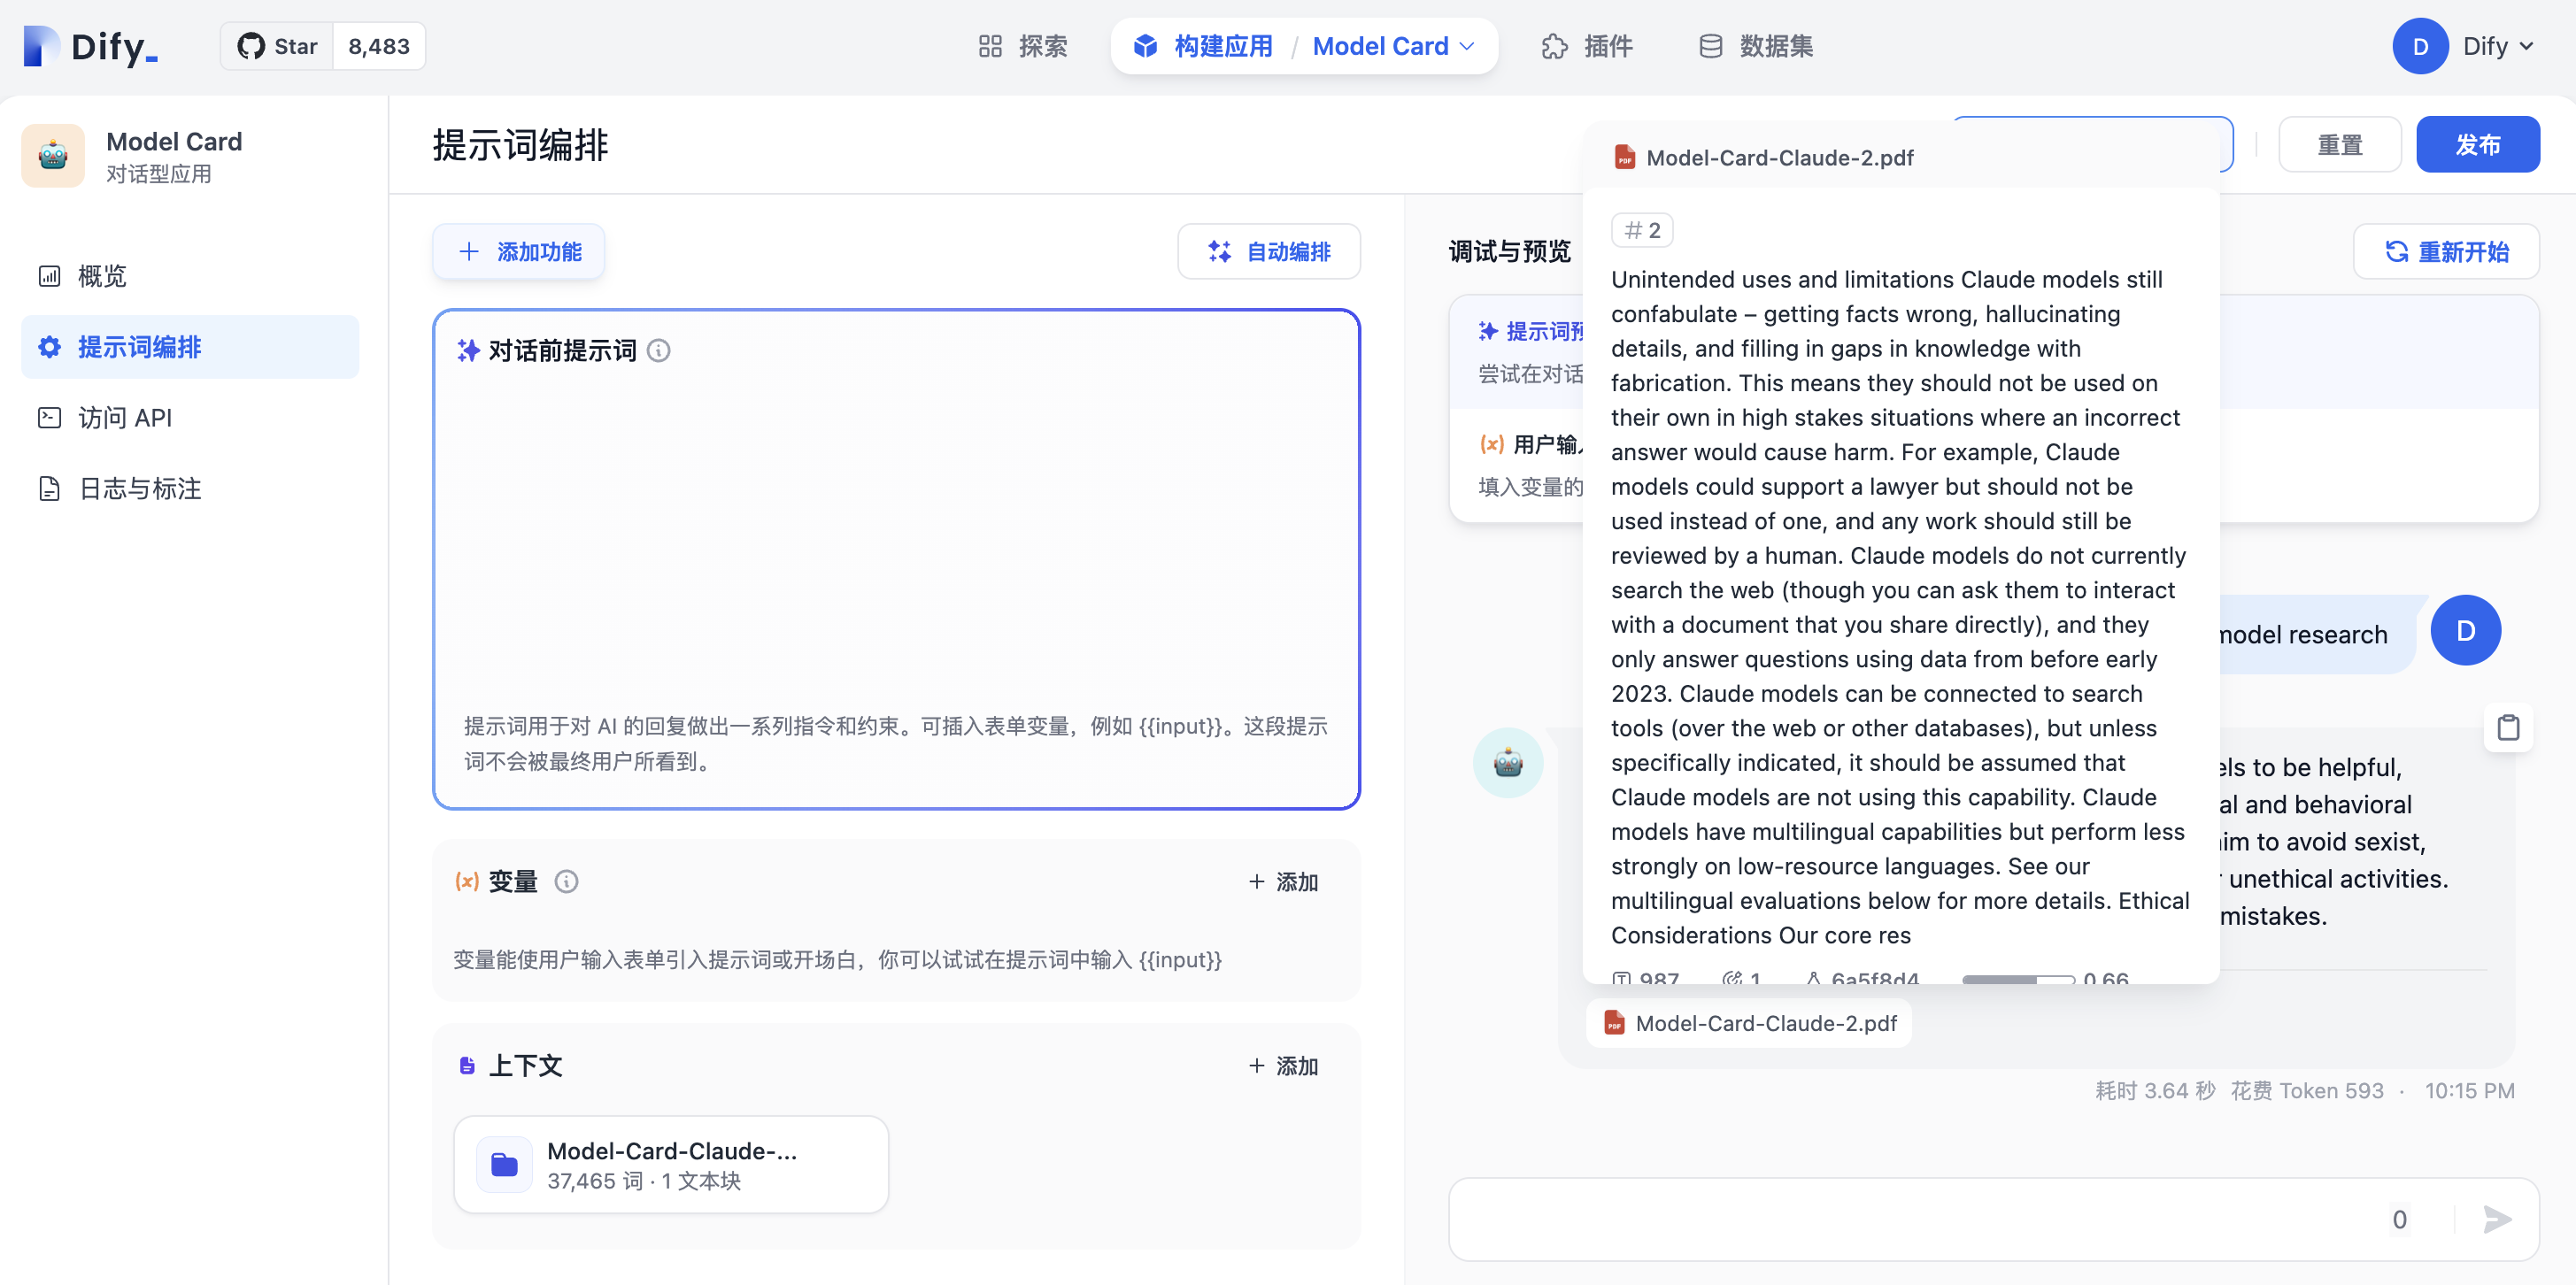 Dify_
Star 8,483
探索
构建应用 / Model Card
插件
数据集
D Dify
Model Card
对话型应用
概览
提示词编排
访问 API
日志与标注
提示词编排
重置
发布
添加功能
自动编排
对话前提示词
提示词用于对 AI 的回复做出一系列指令和约束。可插入表单变量，例如 {{input}}。这段提示
词不会被最终用户所看到。
(x) 变量
+ 添加
变量能使用户输入表单引入提示词或开场白，你可以试试在提示词中输入 {{input}}
上下文
+ 添加
Model-Card-Claude-...
37,465 词 · 1 文本块
调试与预览
重新开始
提示词预
尝试在对话
(x) 用户输入
填入变量的
Model-Card-Claude-2.pdf
# 2
Unintended uses and limitations Claude models still
confabulate – getting facts wrong, hallucinating
details, and filling in gaps in knowledge with
fabrication. This means they should not be used on
their own in high stakes situations where an incorrect
answer would cause harm. For example, Claude
models could support a lawyer but should not be
used instead of one, and any work should still be
reviewed by a human. Claude models do not currently
search the web (though you can ask them to interact
with a document that you share directly), and they
only answer questions using data from before early
2023. Claude models can be connected to search
tools (over the web or other databases), but unless
specifically indicated, it should be assumed that
Claude models are not using this capability. Claude
models have multilingual capabilities but perform less
strongly on low-resource languages. See our
multilingual evaluations below for more details. Ethical
Considerations Our core res
987 1 6a5f8d4 0.66
model research
D
els to be helpful,
al and behavioral
im to avoid sexist,
unethical activities.
mistakes.
PDF Model-Card-Claude-2.pdf
耗时 3.64 秒 花费 Token 593 · 10:15 PM
0